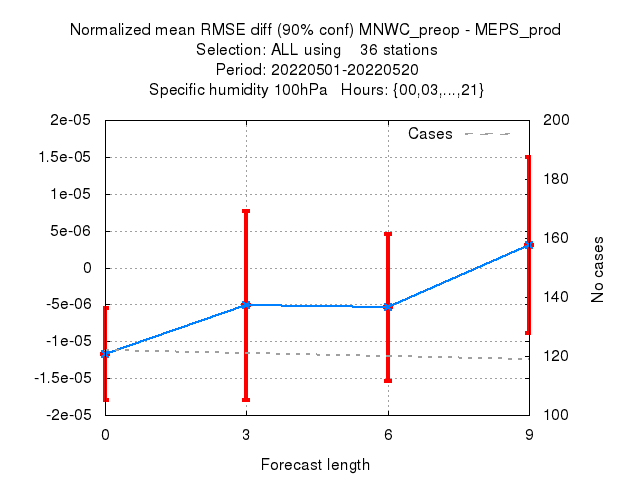 Normalized mean RMSE diff (90% conf) MNWC_preop - MEPS_prod
Selection: ALL using    36 stations
Period: 20220501-20220520
Specific humidity 100hPa   Hours: {00,03,...,21}
Cases
2e-05
1.5e-05
1e-05
5e-06
0
-5e-06
-1e-05
-1.5e-05
-2e-05
200
180
160
140
120
100
No cases
0 3 6 9
Forecast length